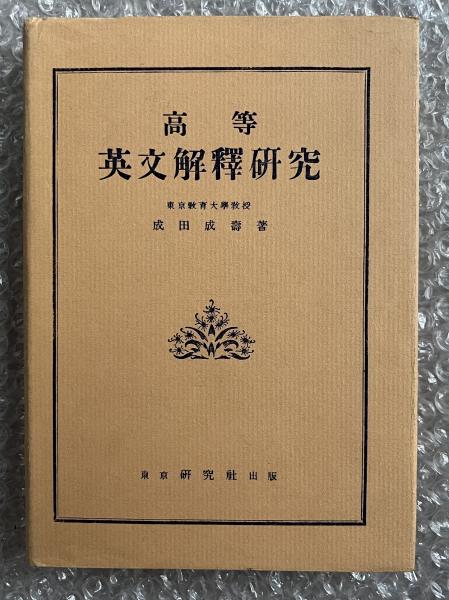 高等
英文解釋研究
東京教育大學教授
成田成壽著
東京 研究社出版